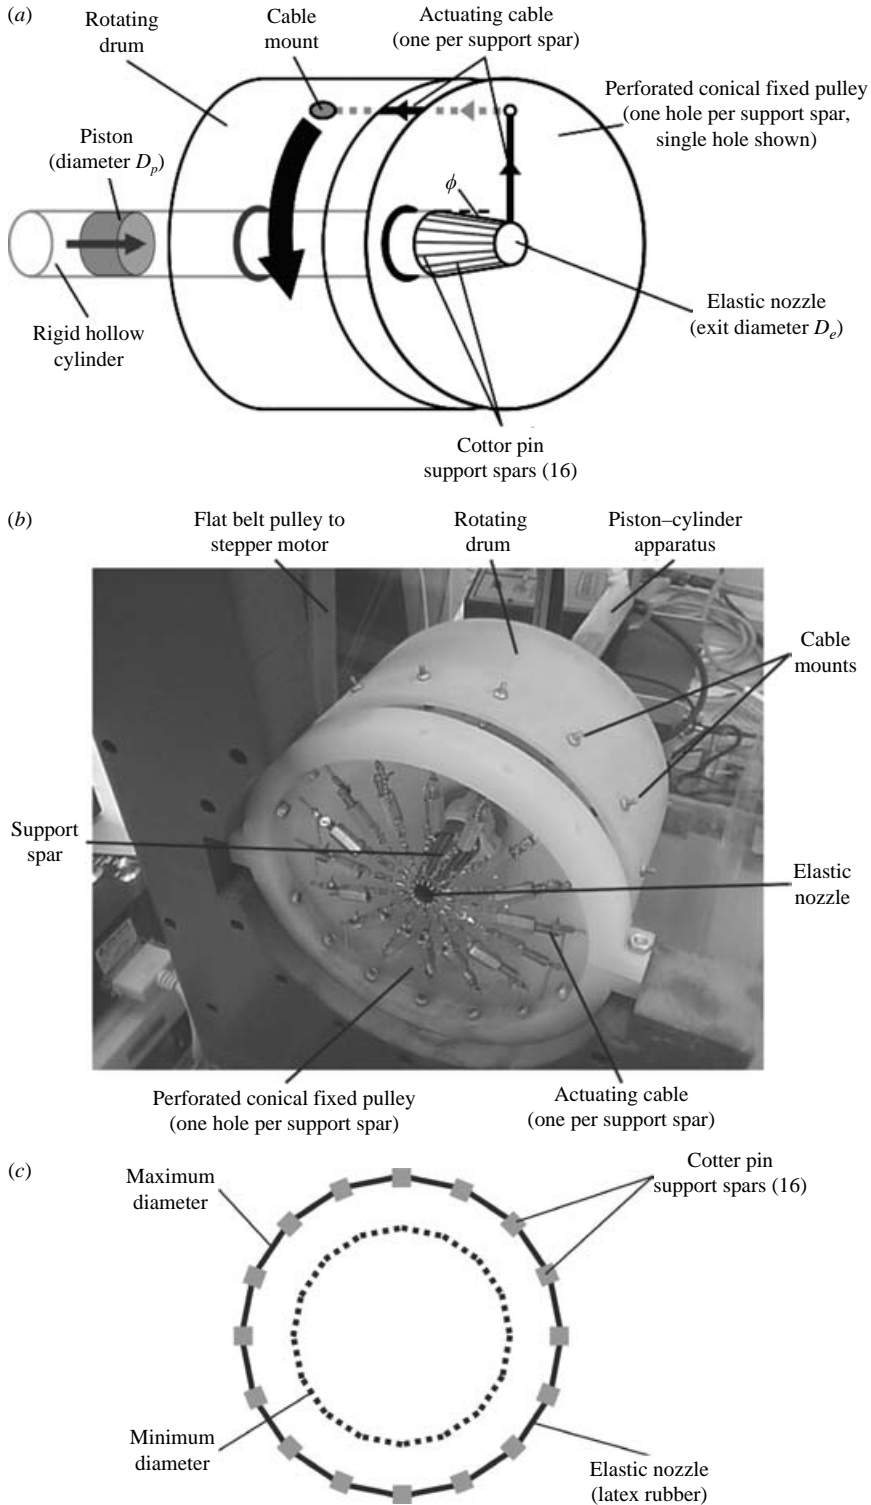 (a)
Rotating
drum
Cable
mount
Actuating cable
(one per support spar)
Perforated conical fixed pulley
(one hole per support spar,
single hole shown)
Piston
(diameter Dp)
ϕ
Rigid hollow
cylinder
Elastic nozzle
(exit diameter De)
Cottor pin
support spars (16)
(b)
Flat belt pulley to
stepper motor
Rotating
drum
Piston–cylinder
apparatus
Cable
mounts
Support
spar
Elastic
nozzle
Perforated conical fixed pulley
(one hole per support spar)
Actuating cable
(one per support spar)
(c)
Maximum
diameter
Cotter pin
support spars (16)
Minimum
diameter
Elastic nozzle
(latex rubber)